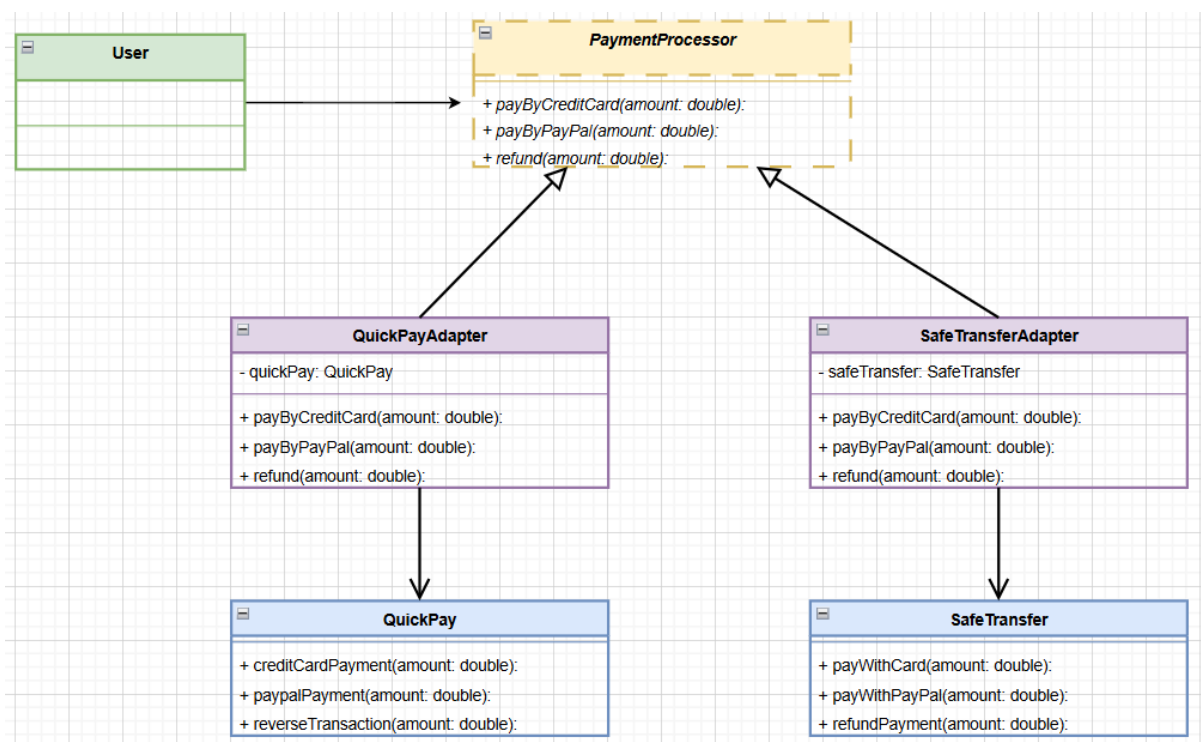 User
PaymentProcessor
+ payByCreditCard(amount: double):
+ payByPayPal(amount: double):
+ refund(amount: double):
QuickPayAdapter
- quickPay: QuickPay
+ payByCreditCard(amount: double):
+ payByPayPal(amount: double):
+ refund(amount: double):
SafeTransferAdapter
- safeTransfer: SafeTransfer
+ payByCreditCard(amount: double):
+ payByPayPal(amount: double):
+ refund(amount: double):
QuickPay
+ creditCardPayment(amount: double):
+ paypalPayment(amount: double):
+ reverseTransaction(amount: double):
SafeTransfer
+ payWithCard(amount: double):
+ payWithPayPal(amount: double):
+ refundPayment(amount: double):